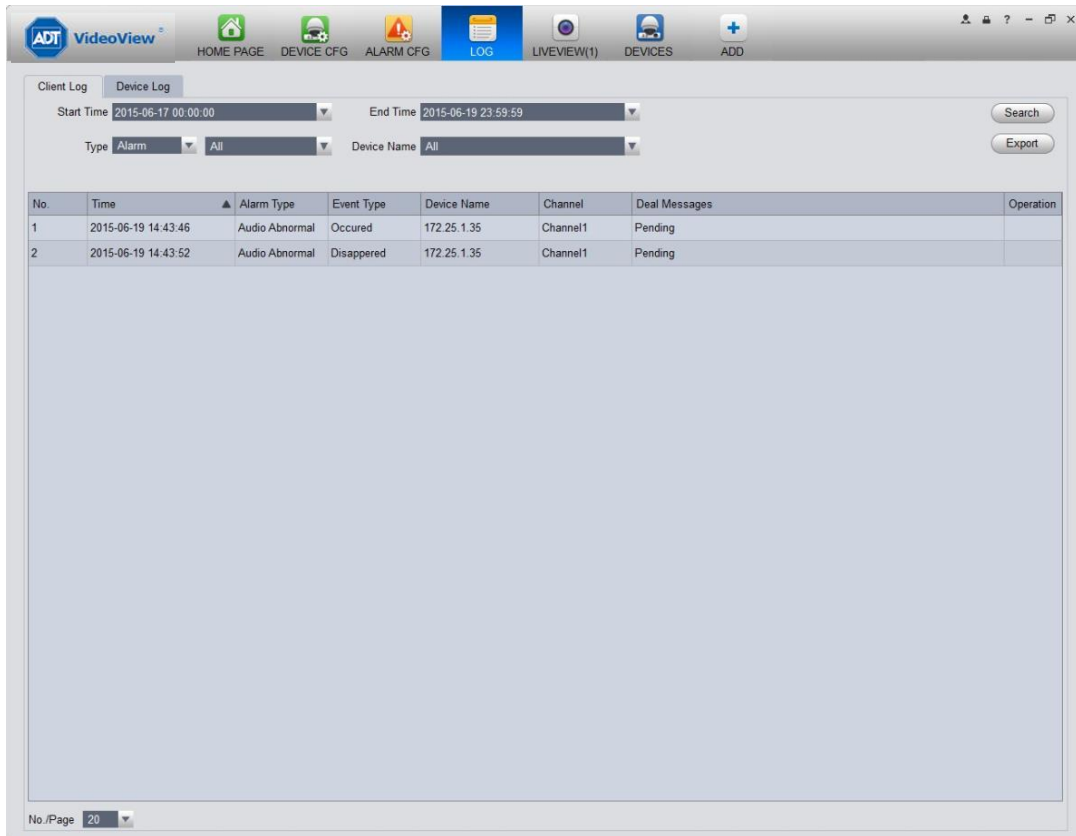 ADT VideoView®
HOME PAGE DEVICE CFG ALARM CFG LOG LIVEVIEW(1) DEVICES ADD
?
Client Log Device Log
Start Time 2015-06-17 00:00:00 End Time 2015-06-19 23:59:59 Search
Type Alarm All Device Name All Export
No. Time Alarm Type Event Type Device Name Channel Deal Messages Operation
1 2015-06-19 14:43:46 Audio Abnormal Occured 172.25.1.35 Channel1 Pending
2 2015-06-19 14:43:52 Audio Abnormal Disappered 172.25.1.35 Channel1 Pending
No./Page 20